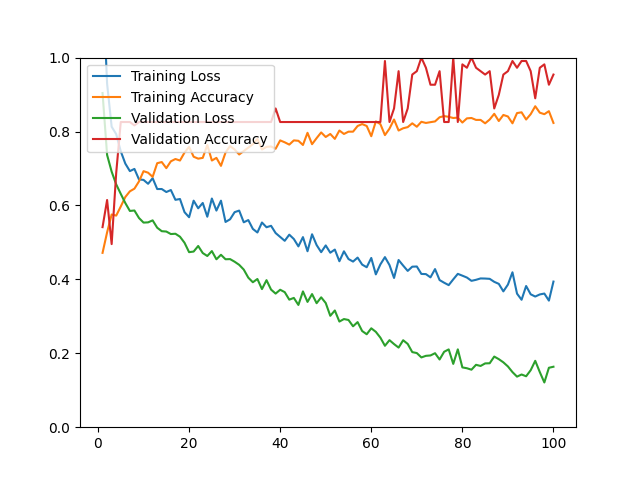 1.0
0.8
0.6
0.4
0.2
0.0
Training Loss
Training Accuracy
Validation Loss
Validation Accuracy
0 20 40 60 80 100